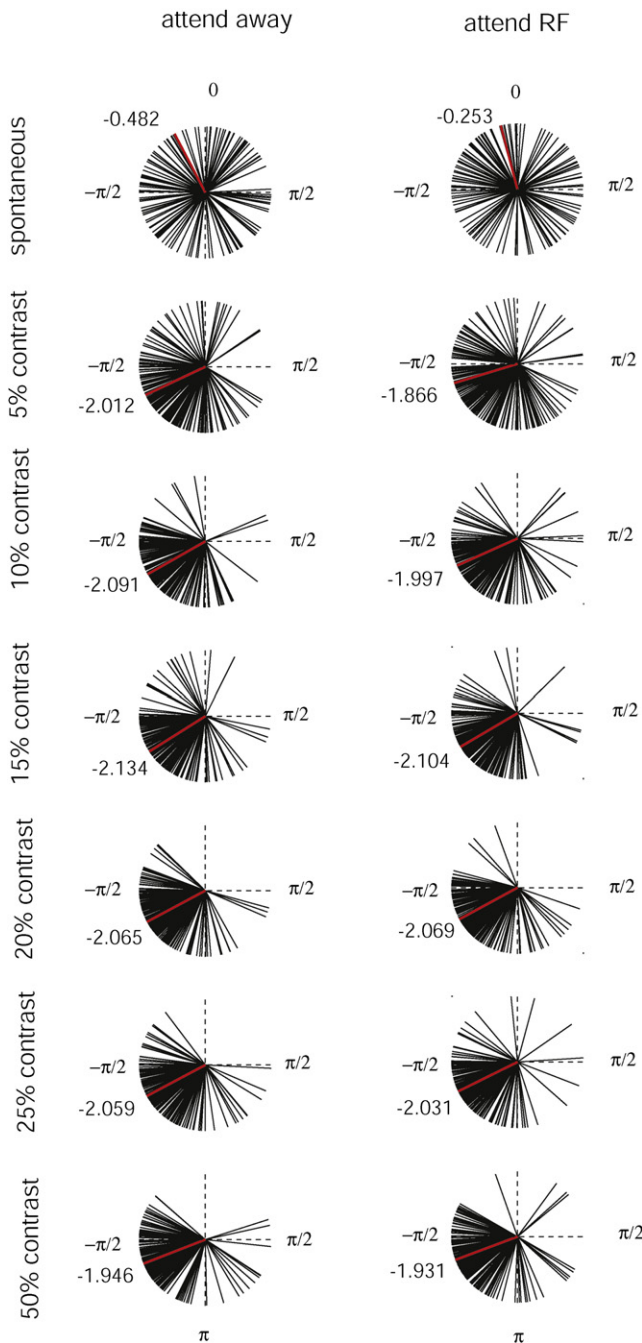 attend away attend RF
0 0
-0.482 -0.253
spontaneous
−π/2 π/2 −π/2 π/2
5% contrast
−π/2 π/2 −π/2 π/2
-2.012 -1.866
10% contrast
−π/2 π/2 −π/2 π/2
-2.091 -1.997
15% contrast
−π/2 π/2 −π/2 π/2
-2.134 -2.104
20% contrast
−π/2 π/2 −π/2 π/2
-2.065 -2.069
25% contrast
−π/2 π/2 −π/2 π/2
-2.059 -2.031
50% contrast
−π/2 π/2 −π/2 π/2
-1.946 -1.931
π π